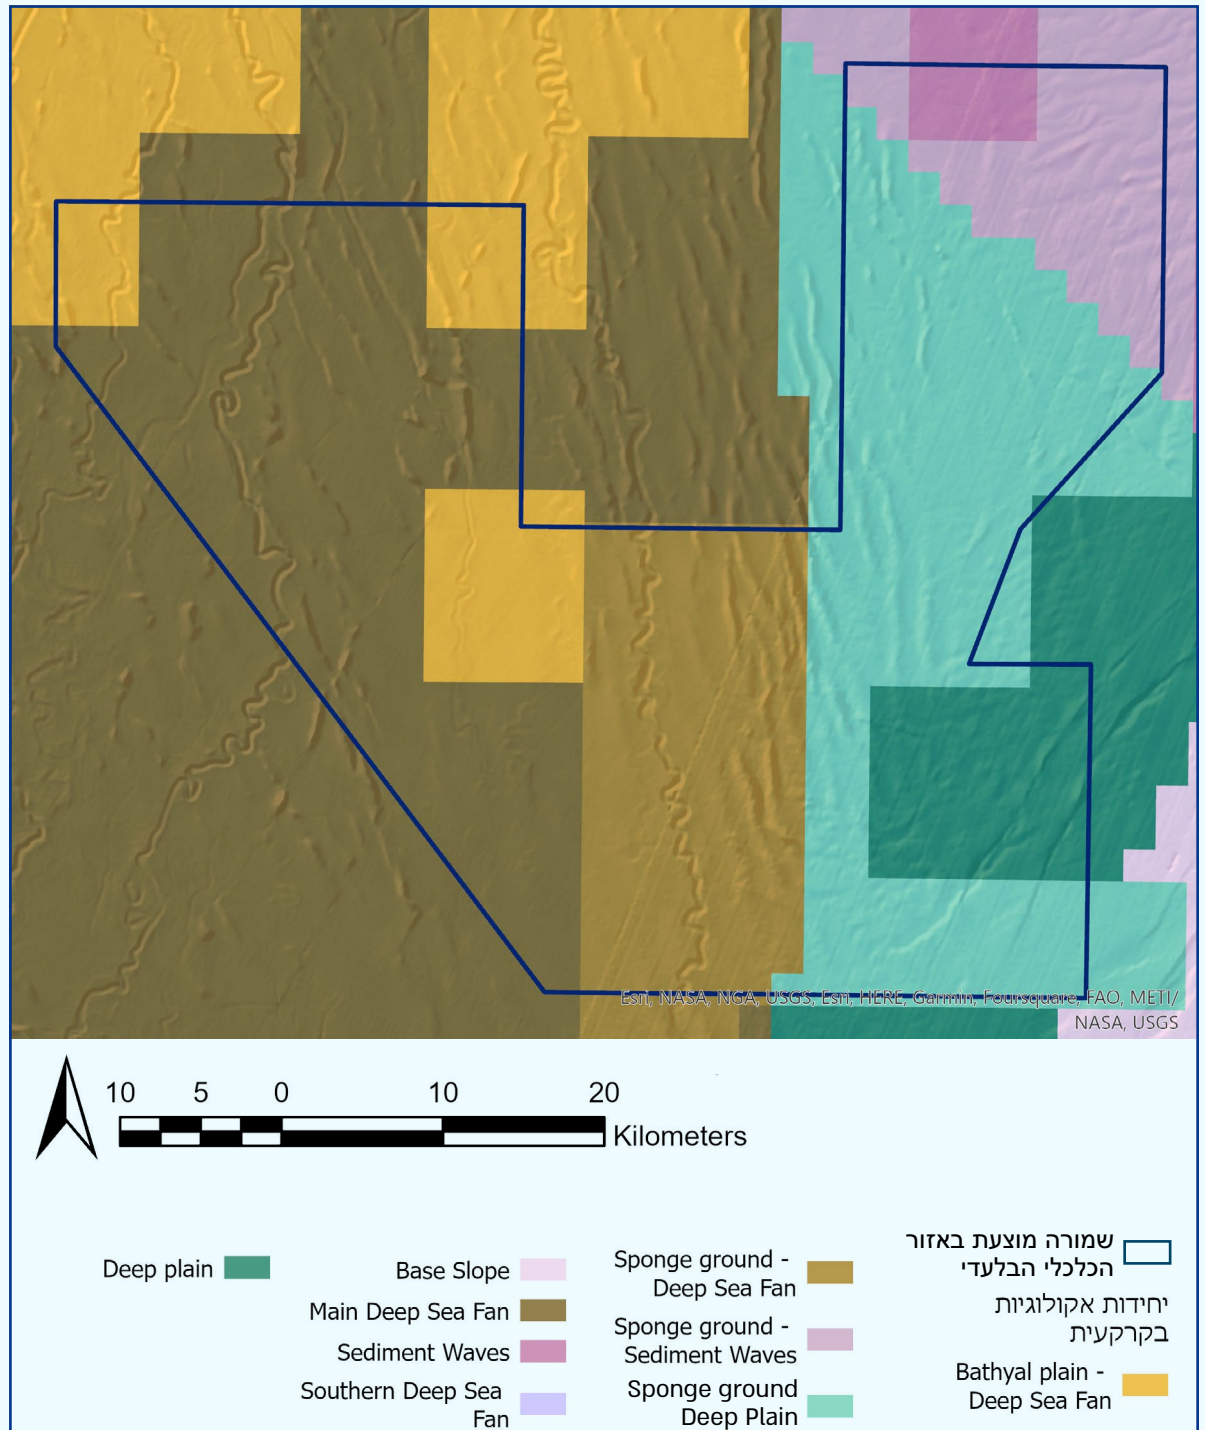 Esri, NASA, NGA, USGS, Esri, HERE, Garmin, Foursquare, FAO, METI/
NASA, USGS
10 5 0 10 20
Kilometers
שמורה מוצעת באזור
הכלכלי הבלעדי
יחידות אקולוגיות
בקרקעית
Bathyal plain -
Deep Sea Fan
Sponge ground -
Deep Sea Fan
Sponge ground -
Sediment Waves
Sponge ground
Deep Plain
Base Slope
Main Deep Sea Fan
Sediment Waves
Southern Deep Sea
Fan
Deep plain